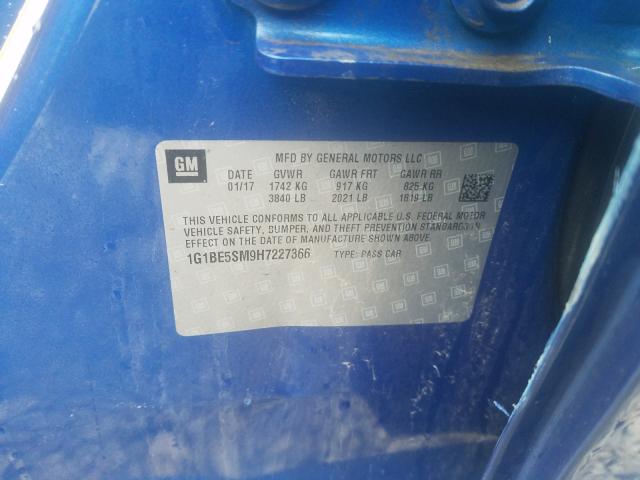 GM
MFD BY GENERAL MOTORS LLC
DATE GVWR GAWR FRT GAWR RR
01/17 1742 KG 917 KG 825 KG
3840 LB 2021 LB 1819 LB
THIS VEHICLE CONFORMS TO ALL APPLICABLE U.S. FEDERAL MOTOR
VEHICLE SAFETY, BUMPER, AND THEFT PREVENTION STANDARDS IN
EFFECT ON THE DATE OF MANUFACTURE SHOWN ABOVE.
1G1BE5SM9H7227366 TYPE: PASS CAR